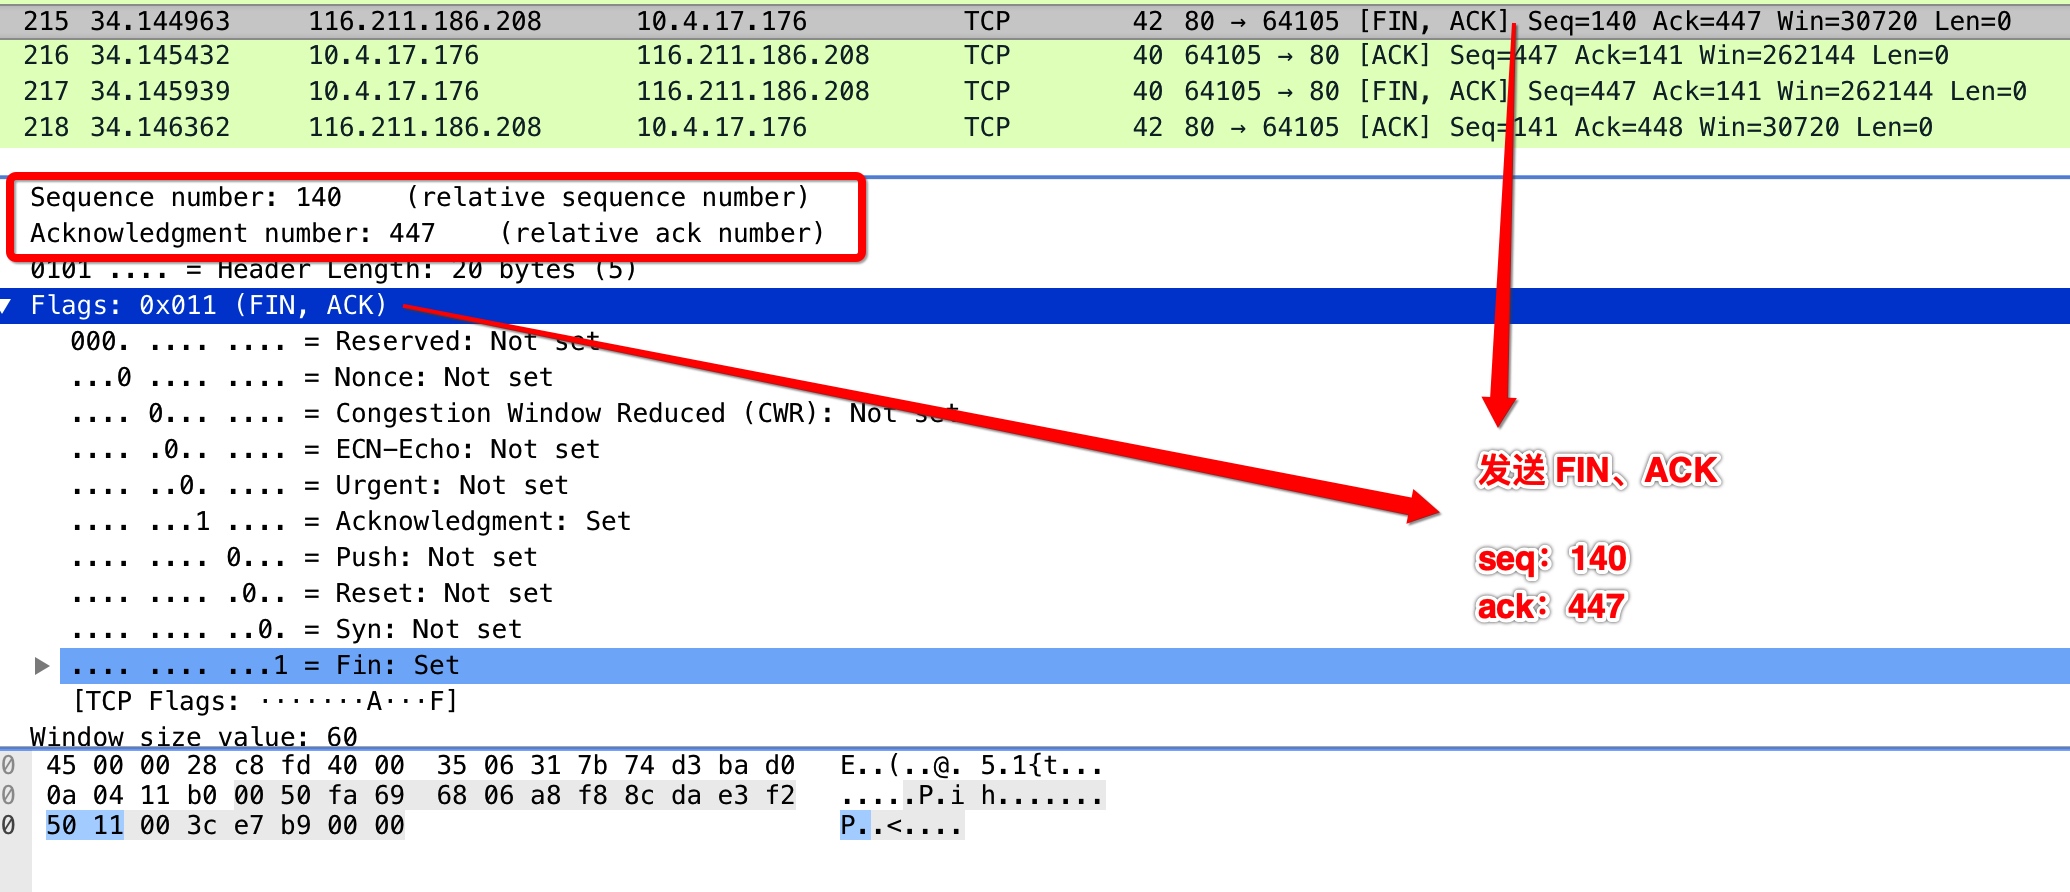 215 34.144963 116.211.186.208 10.4.17.176 TCP 42 80 → 64105 [FIN, ACK] Seq=140 Ack=447 Win=30720 Len=0
216 34.145432 10.4.17.176 116.211.186.208 TCP 40 64105 → 80 [ACK] Seq=447 Ack=141 Win=262144 Len=0
217 34.145939 10.4.17.176 116.211.186.208 TCP 40 64105 → 80 [FIN, ACK] Seq=447 Ack=141 Win=262144 Len=0
218 34.146362 116.211.186.208 10.4.17.176 TCP 42 80 → 64105 [ACK] Seq=141 Ack=448 Win=30720 Len=0
Sequence number: 140 (relative sequence number)
Acknowledgment number: 447 (relative ack number)
0101 .... = Header Length: 20 bytes (5)
Flags: 0x011 (FIN, ACK)
000. .... .... = Reserved: Not set
...0 .... .... = Nonce: Not set
.... 0... .... = Congestion Window Reduced (CWR): Not set
.... .0.. .... = ECN-Echo: Not set
.... ..0. .... = Urgent: Not set
.... ...1 .... = Acknowledgment: Set
.... .... 0... = Push: Not set
.... .... .0.. = Reset: Not set
.... .... ..0. = Syn: Not set
.... .... ...1 = Fin: Set
[TCP Flags: ·······A···F]
Window size value: 60
发送 FIN、ACK
seq：140
ack：447
0 45 00 00 28 c8 fd 40 00 35 06 31 7b 74 d3 ba d0 E..(..@. 5.1{t...
0 0a 04 11 b0 00 50 fa 69 68 06 a8 f8 8c da e3 f2 .....P.i h.......
0 50 11 00 3c e7 b9 00 00 P..<....